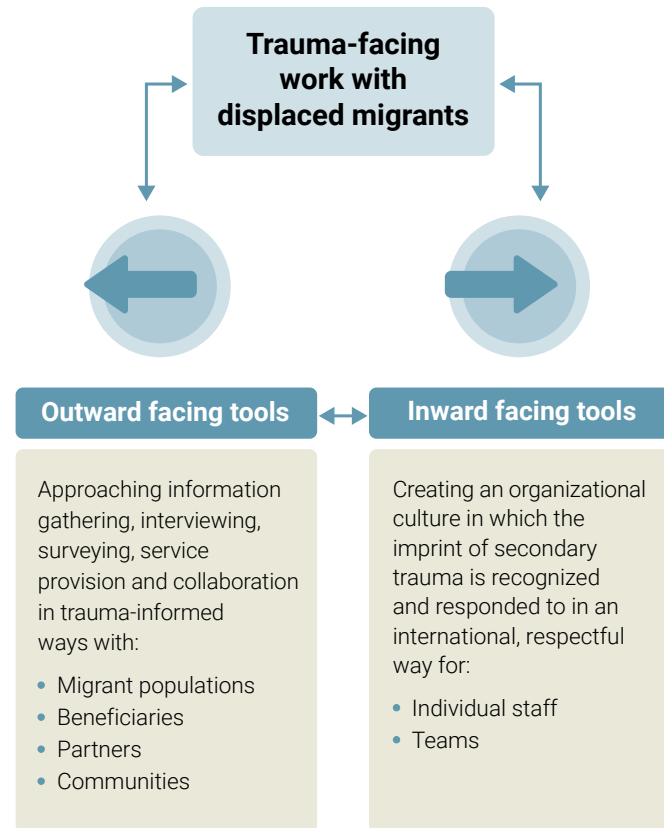 Trauma-facing
work with
displaced migrants
Outward facing tools
Approaching information
gathering, interviewing,
surveying, service
provision and collaboration
in trauma-informed
ways with:
• Migrant populations
• Beneficiaries
• Partners
• Communities
Inward facing tools
Creating an organizational
culture in which the
imprint of secondary
trauma is recognized
and responded to in an
international, respectful
way for:
• Individual staff
• Teams